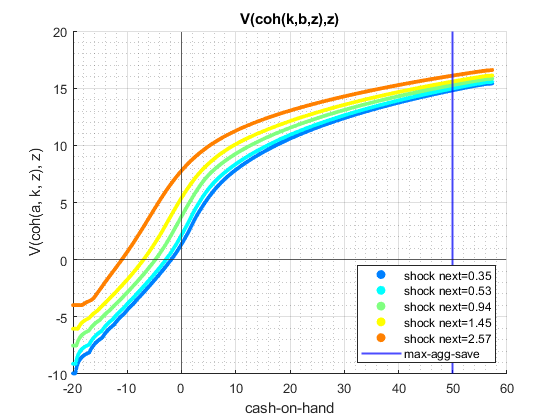 V(coh(k,b,z),z)
20
15
10
5
0
-5
-10
V(coh(a, k, z), z)
-20
-10
0
10
20
30
40
50
60
cash-on-hand
shock next=0.35
shock next=0.53
shock next=0.94
shock next=1.45
shock next=2.57
max-agg-save